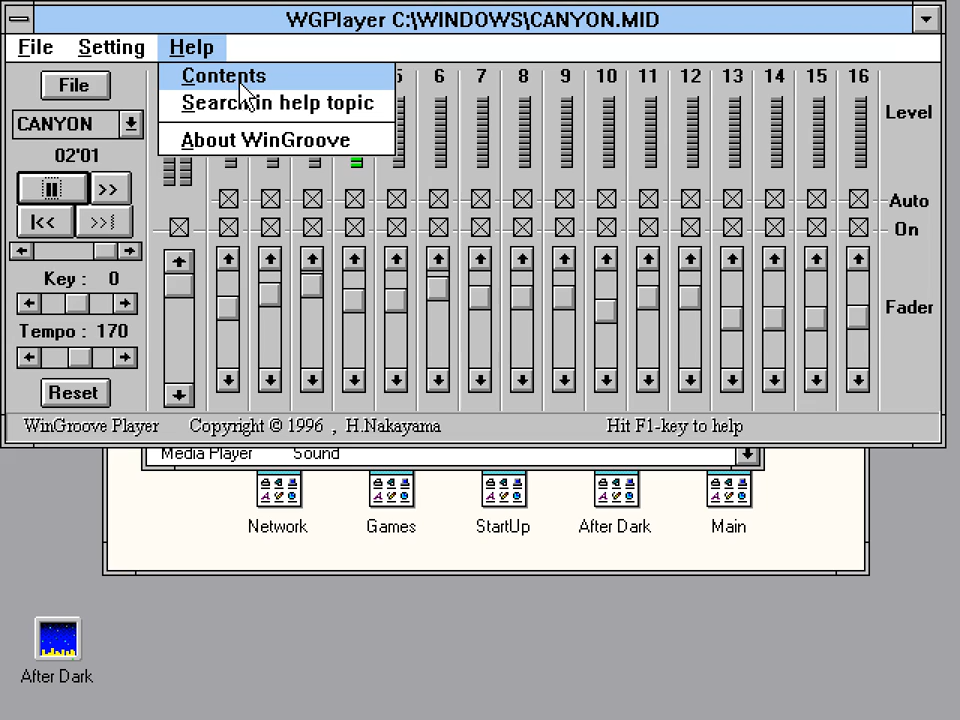 WGPlayer C:\WINDOWS\CANYON.MID
File Setting Help
Contents
Search in help topic
About WinGroove
File
CANYON
02'01
>>
|<<
>>|
Key : 0
Tempo : 170
Reset
5 6 7 8 9 10 11 12 13 14 15 16
Level
Auto
On
Fader
WinGroove Player Copyright © 1996 , H.Nakayama Hit F1-key to help
Media Player Sound
Network Games StartUp After Dark Main
After Dark